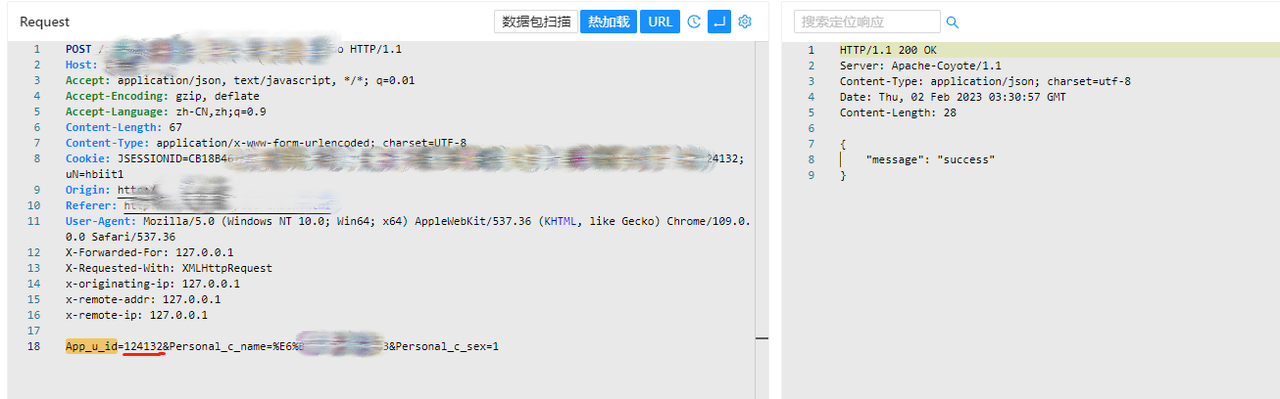 Request
数据包扫描 热加载 URL
1 POST / HTTP/1.1
2 Host:
3 Accept: application/json, text/javascript, */*; q=0.01
4 Accept-Encoding: gzip, deflate
5 Accept-Language: zh-CN,zh;q=0.9
6 Content-Length: 67
7 Content-Type: application/x-www-form-urlencoded; charset=UTF-8
8 Cookie: JSESSIONID=CB18B46 24132;
uN=hbiit1
9 Origin: http:/
10 Referer: http
11 User-Agent: Mozilla/5.0 (Windows NT 10.0; Win64; x64) AppleWebKit/537.36 (KHTML, like Gecko) Chrome/109.0.
0.0 Safari/537.36
12 X-Forwarded-For: 127.0.0.1
13 X-Requested-With: XMLHttpRequest
14 x-originating-ip: 127.0.0.1
15 x-remote-addr: 127.0.0.1
16 x-remote-ip: 127.0.0.1
17
18 App_u_id=124132&Personal_c_name=%E6% 3&Personal_c_sex=1
搜索定位响应
1 HTTP/1.1 200 OK
2 Server: Apache-Coyote/1.1
3 Content-Type: application/json; charset=utf-8
4 Date: Thu, 02 Feb 2023 03:30:57 GMT
5 Content-Length: 28
6
7 {
8 "message": "success"
9 }